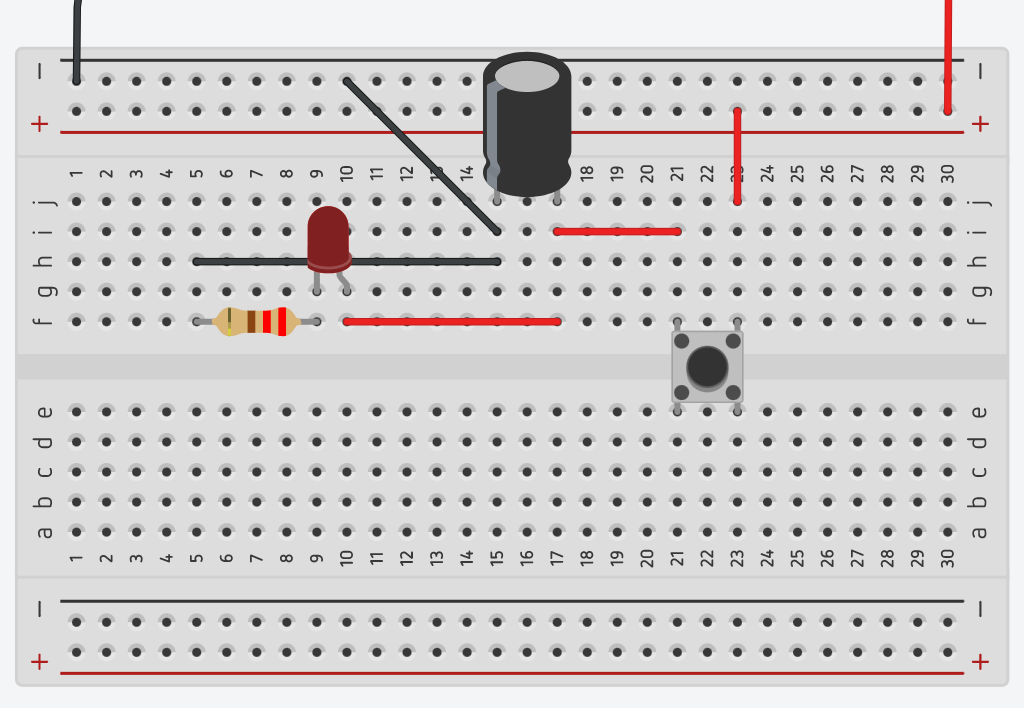 − −
+ +
1 2 3 4 5 6 7 8 9 10 11 12 13 14 18 19 20 21 22 23 24 25 26 27 28 29 30
j j
i i
h h
g g
f f
e e
d d
c c
b b
a a
1 2 3 4 5 6 7 8 9 10 11 12 13 14 15 16 17 18 19 20 21 22 23 24 25 26 27 28 29 30
− −
+ +